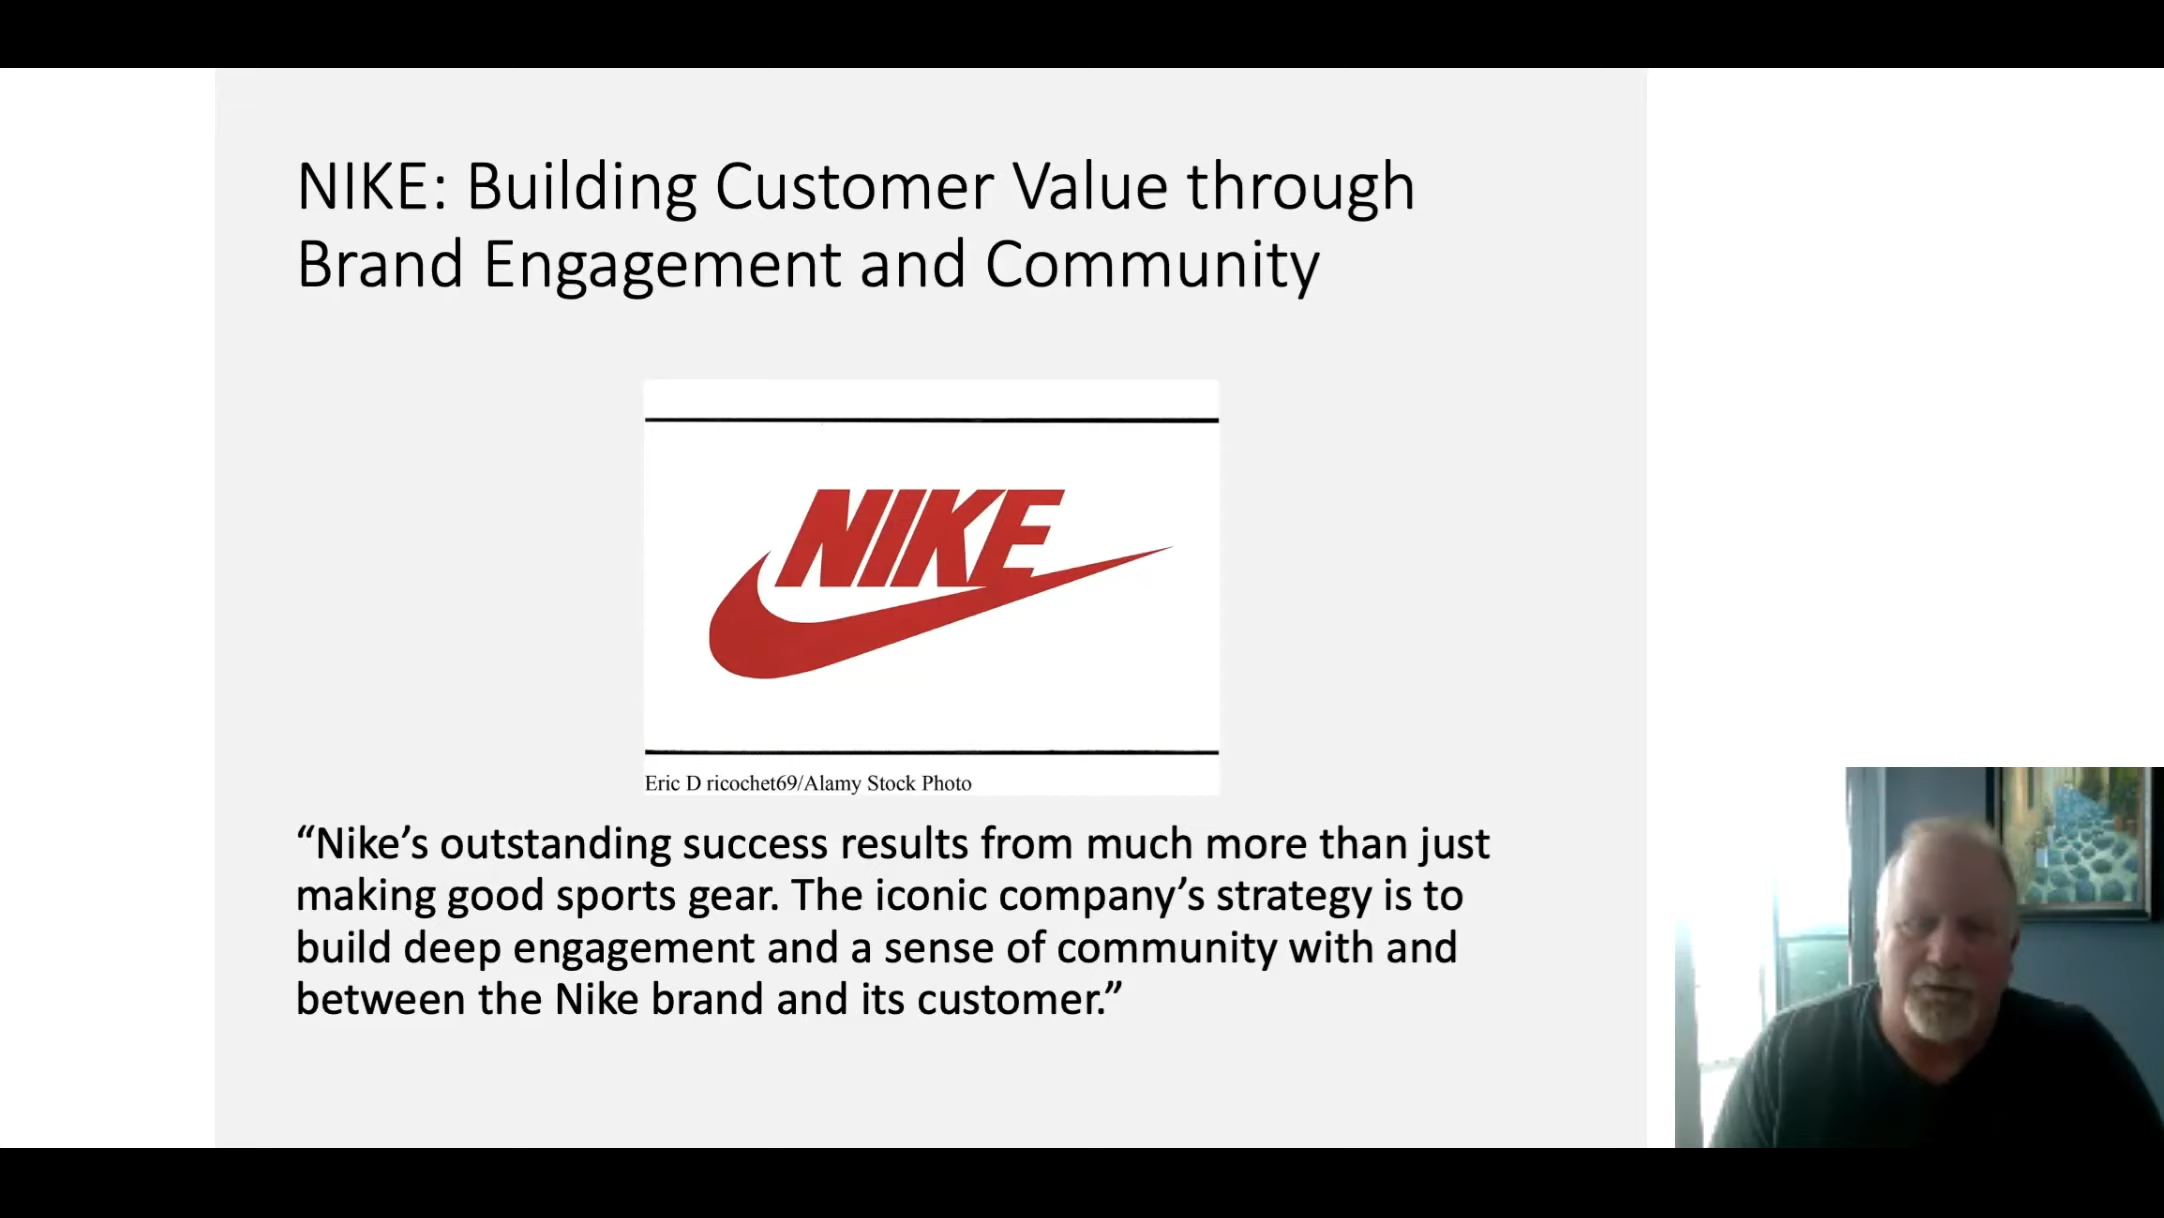 NIKE: Building Customer Value through
Brand Engagement and Community
NIKE
Eric D ricochet69/Alamy Stock Photo
“Nike’s outstanding success results from much more than just
making good sports gear. The iconic company’s strategy is to
build deep engagement and a sense of community with and
between the Nike brand and its customer.”